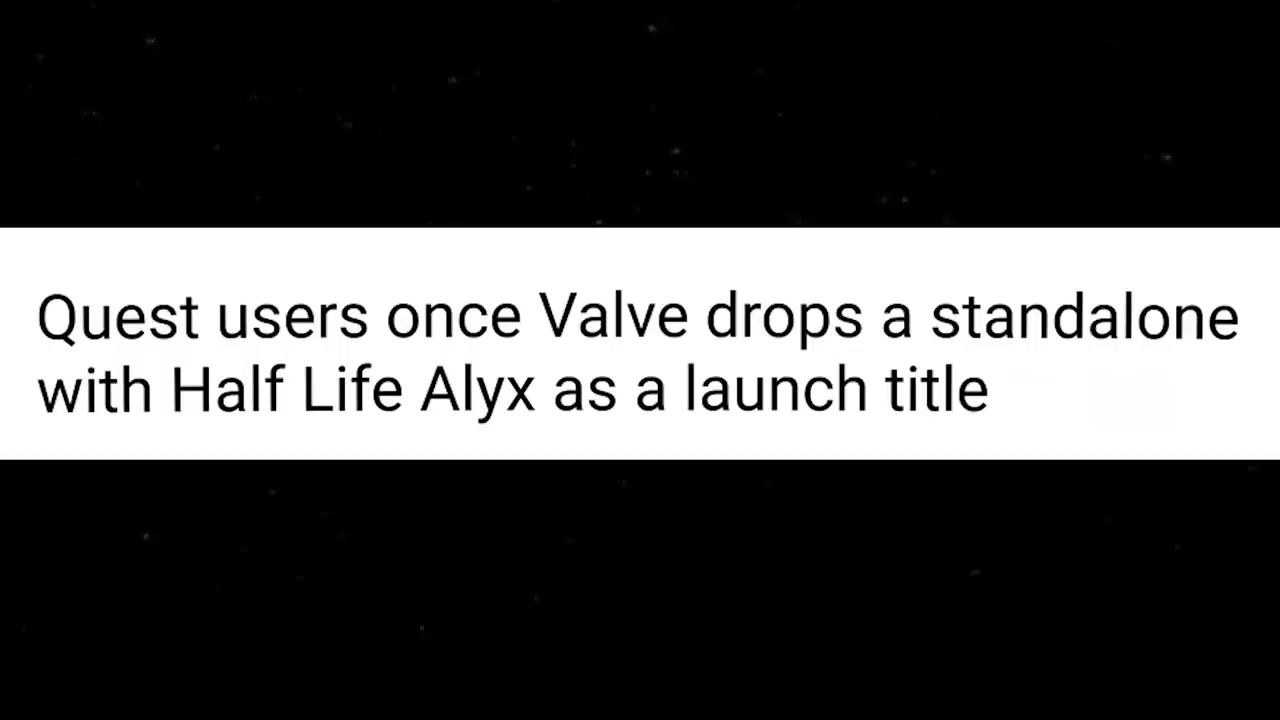 Quest users once Valve drops a standalone
with Half Life Alyx as a launch title